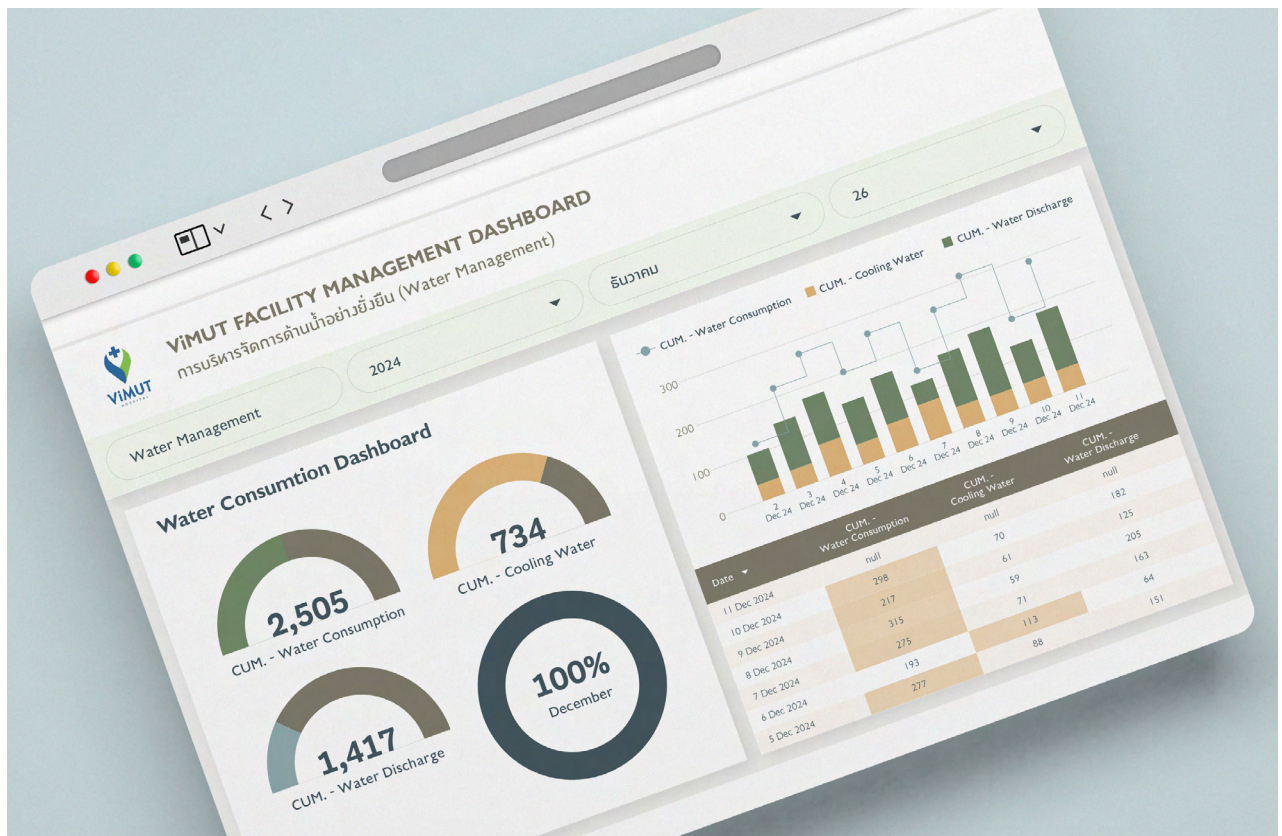 ViMUT
HOSPITAL
ViMUT FACILITY MANAGEMENT DASHBOARD
การบริหารจัดการด้านน้ำอย่างยั่งยืน (Water Management)
Water Management
2024
ธันวาคม
26
Water Consumtion Dashboard
2,505
CUM. - Water Consumption
734
CUM. - Cooling Water
1,417
CUM. - Water Discharge
100%
December
CUM. - Water Consumption
CUM. - Cooling Water
CUM. - Water Discharge
300
200
100
0
2
Dec 24
3
Dec 24
4
Dec 24
5
Dec 24
6
Dec 24
7
Dec 24
8
Dec 24
9
Dec 24
10
Dec 24
11
Dec 24
Date
CUM. -
Water Consumption
CUM. -
Cooling Water
CUM. -
Water Discharge
11 Dec 2024 null null null
10 Dec 2024 298 70 182
9 Dec 2024 217 61 125
8 Dec 2024 315 59 205
7 Dec 2024 275 71 163
6 Dec 2024 193 113 64
5 Dec 2024 277 88 151